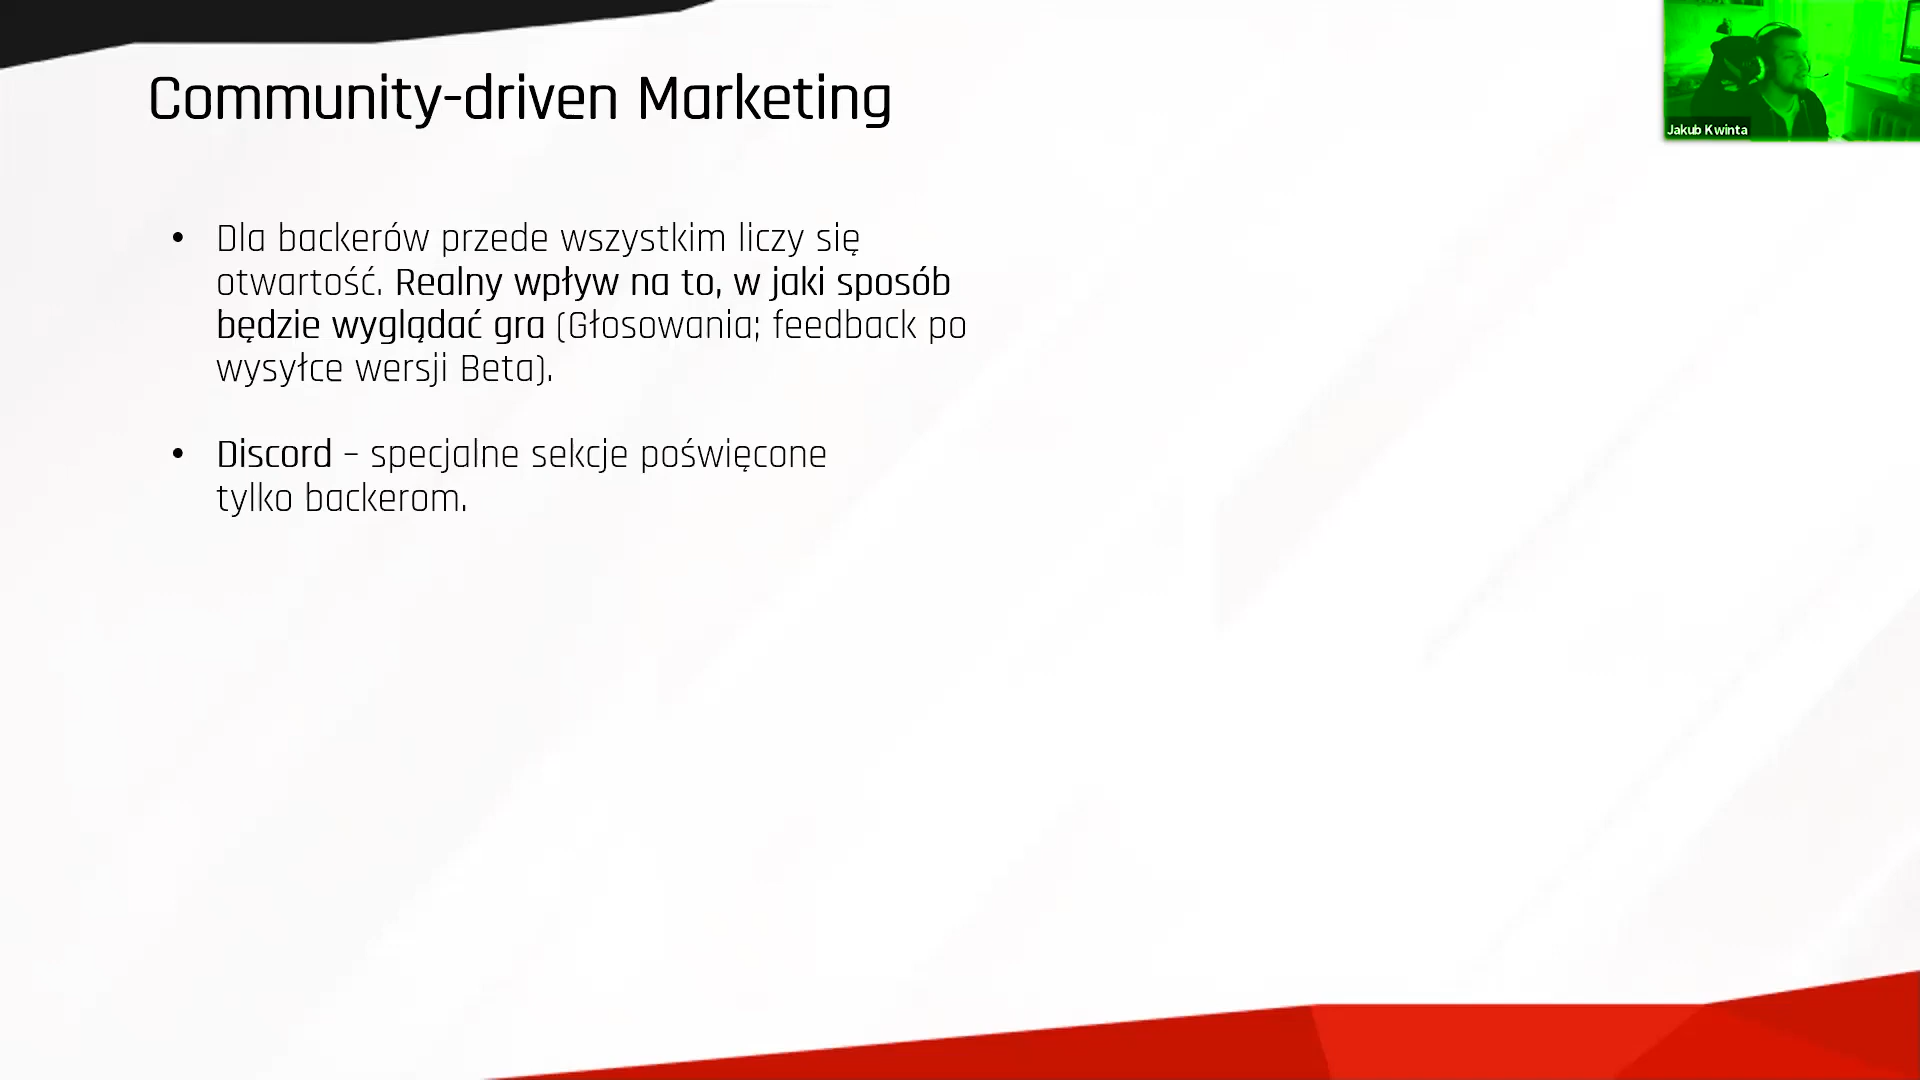 Community-driven Marketing
Jakub Kwinta
• Dla backerów przede wszystkim liczy się
otwartość. Realny wpływ na to, w jaki sposób
będzie wyglądać gra (Głosowania; feedback po
wysyłce wersji Beta).
• Discord – specjalne sekcje poświęcone
tylko backerom.